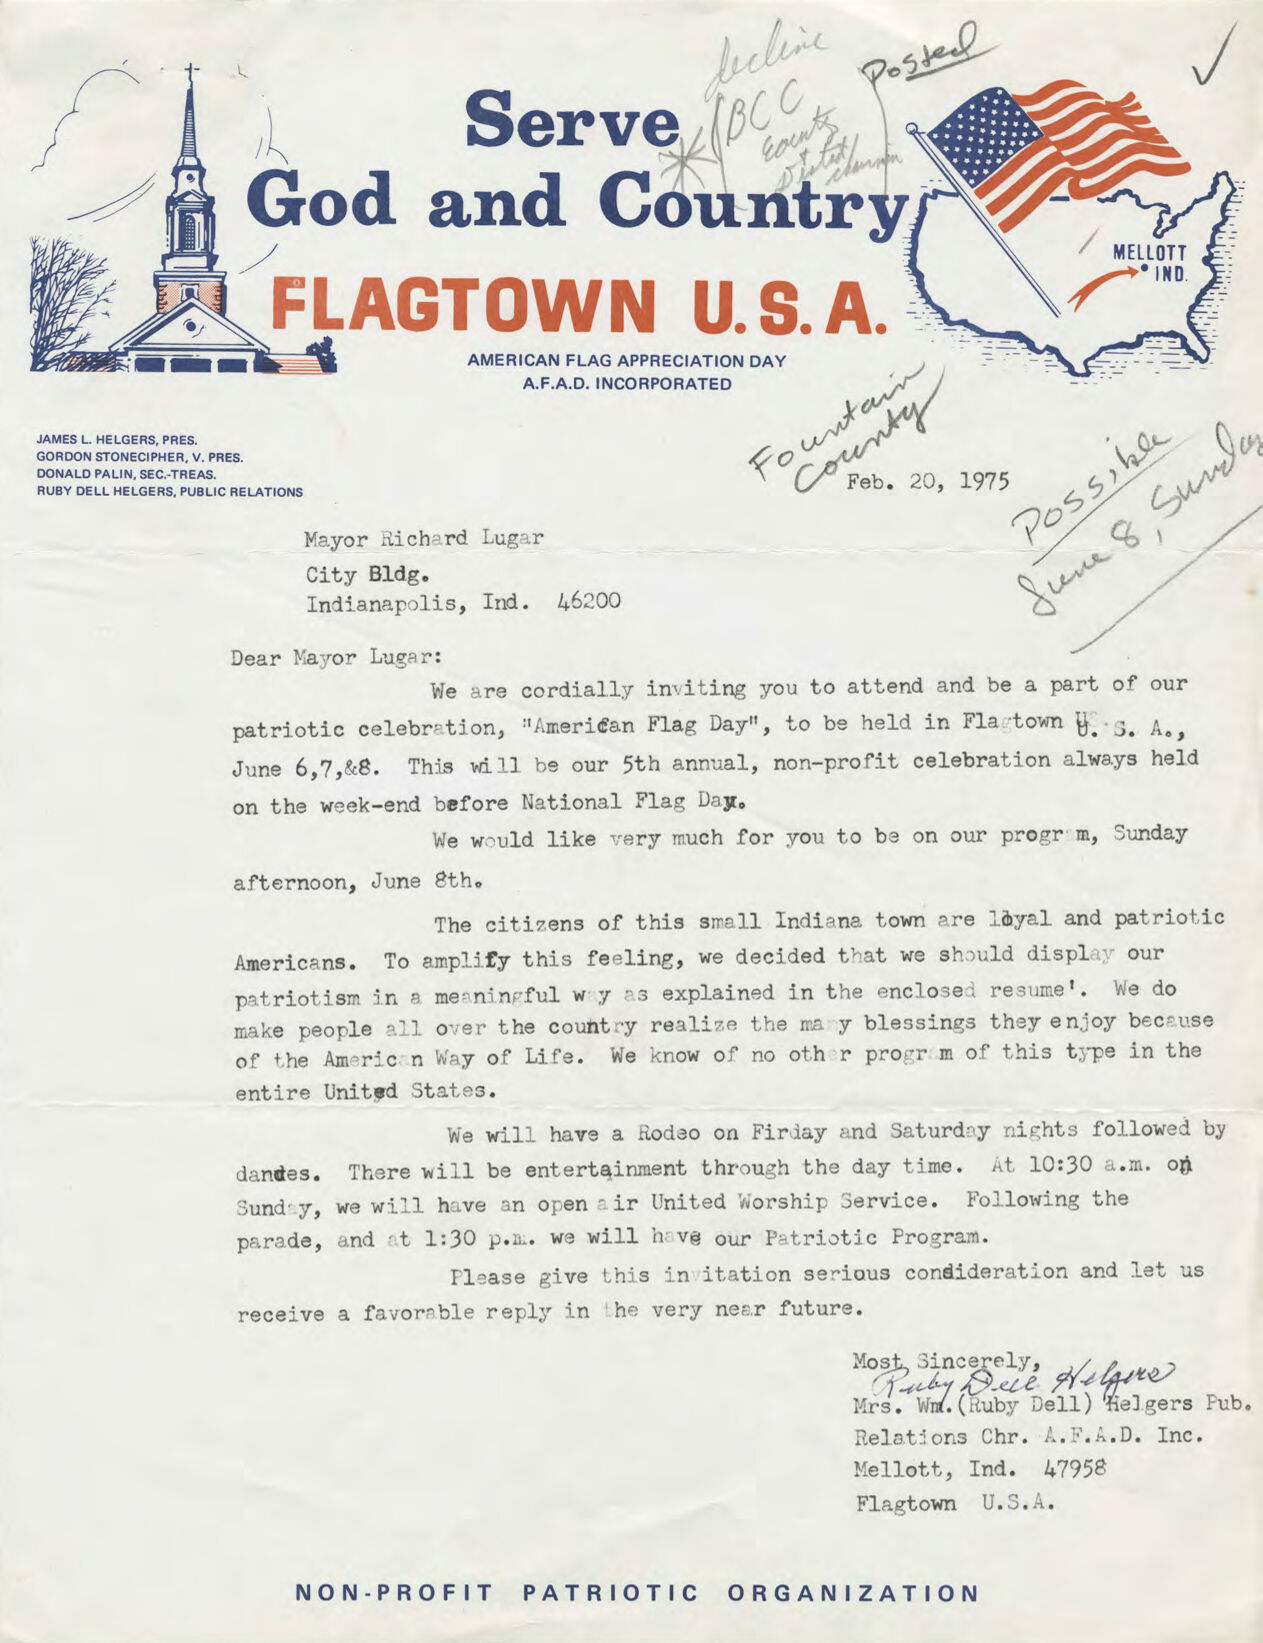 decline
Posted
BCC
County
+
District
chairman
Serve
God and Country
FLAGTOWN U.S.A.
AMERICAN FLAG APPRECIATION DAY
A.F.A.D. INCORPORATED
MELLOTT
IND.
JAMES L. HELGERS, PRES.
GORDON STONECIPHER, V. PRES.
DONALD PALIN, SEC.-TREAS.
RUBY DELL HELGERS, PUBLIC RELATIONS
Fountain
County
Possible
June 8, Sunday
Feb. 20, 1975
Mayor Richard Lugar
City Bldg.
Indianapolis, Ind. 46200
Dear Mayor Lugar:
We are cordially inviting you to attend and be a part of our
patriotic celebration, "American Flag Day", to be held in Flagtown U. S. A.,
June 6,7,&8. This will be our 5th annual, non-profit celebration always held
on the week-end before National Flag Day.
We would like very much for you to be on our program, Sunday
afternoon, June 8th.
The citizens of this small Indiana town are loyal and patriotic
Americans. To amplify this feeling, we decided that we should display our
patriotism in a meaningful way as explained in the enclosed resume'. We do
make people all over the country realize the many blessings they enjoy because
of the American Way of Life. We know of no other program of this type in the
entire United States.
We will have a Rodeo on Firday and Saturday nights followed by
dances. There will be entertainment through the day time. At 10:30 a.m. on
Sunday, we will have an open air United Worship Service. Following the
parade, and at 1:30 p.m. we will have our Patriotic Program.
Please give this invitation serious condideration and let us
receive a favorable reply in the very near future.
Most Sincerely,
Ruby Dell Helgers
Mrs. Wm.(Ruby Dell) Helgers Pub.
Relations Chr. A.F.A.D. Inc.
Mellott, Ind. 47958
Flagtown U.S.A.
NON-PROFIT PATRIOTIC ORGANIZATION